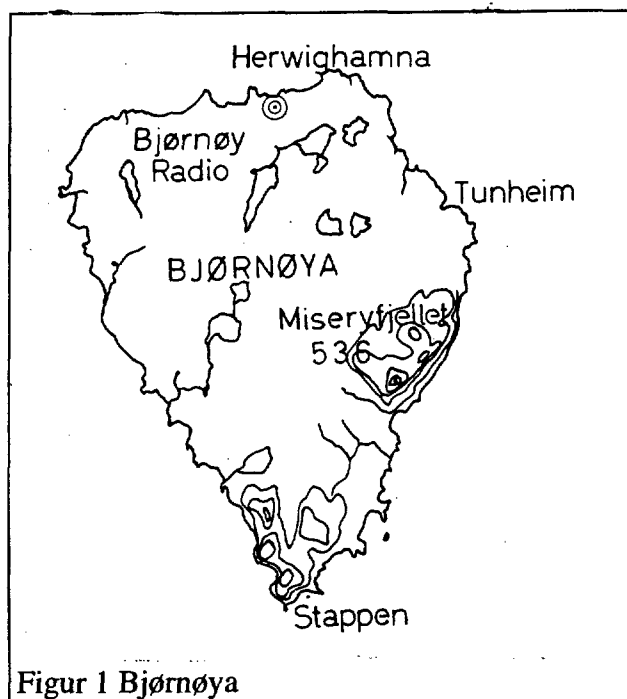 Herwighamna
Bjørnøy
Radio
Tunheim
BJØRNØYA
Miseryfjellet
536
Stappen
Figur 1 Bjørnøya